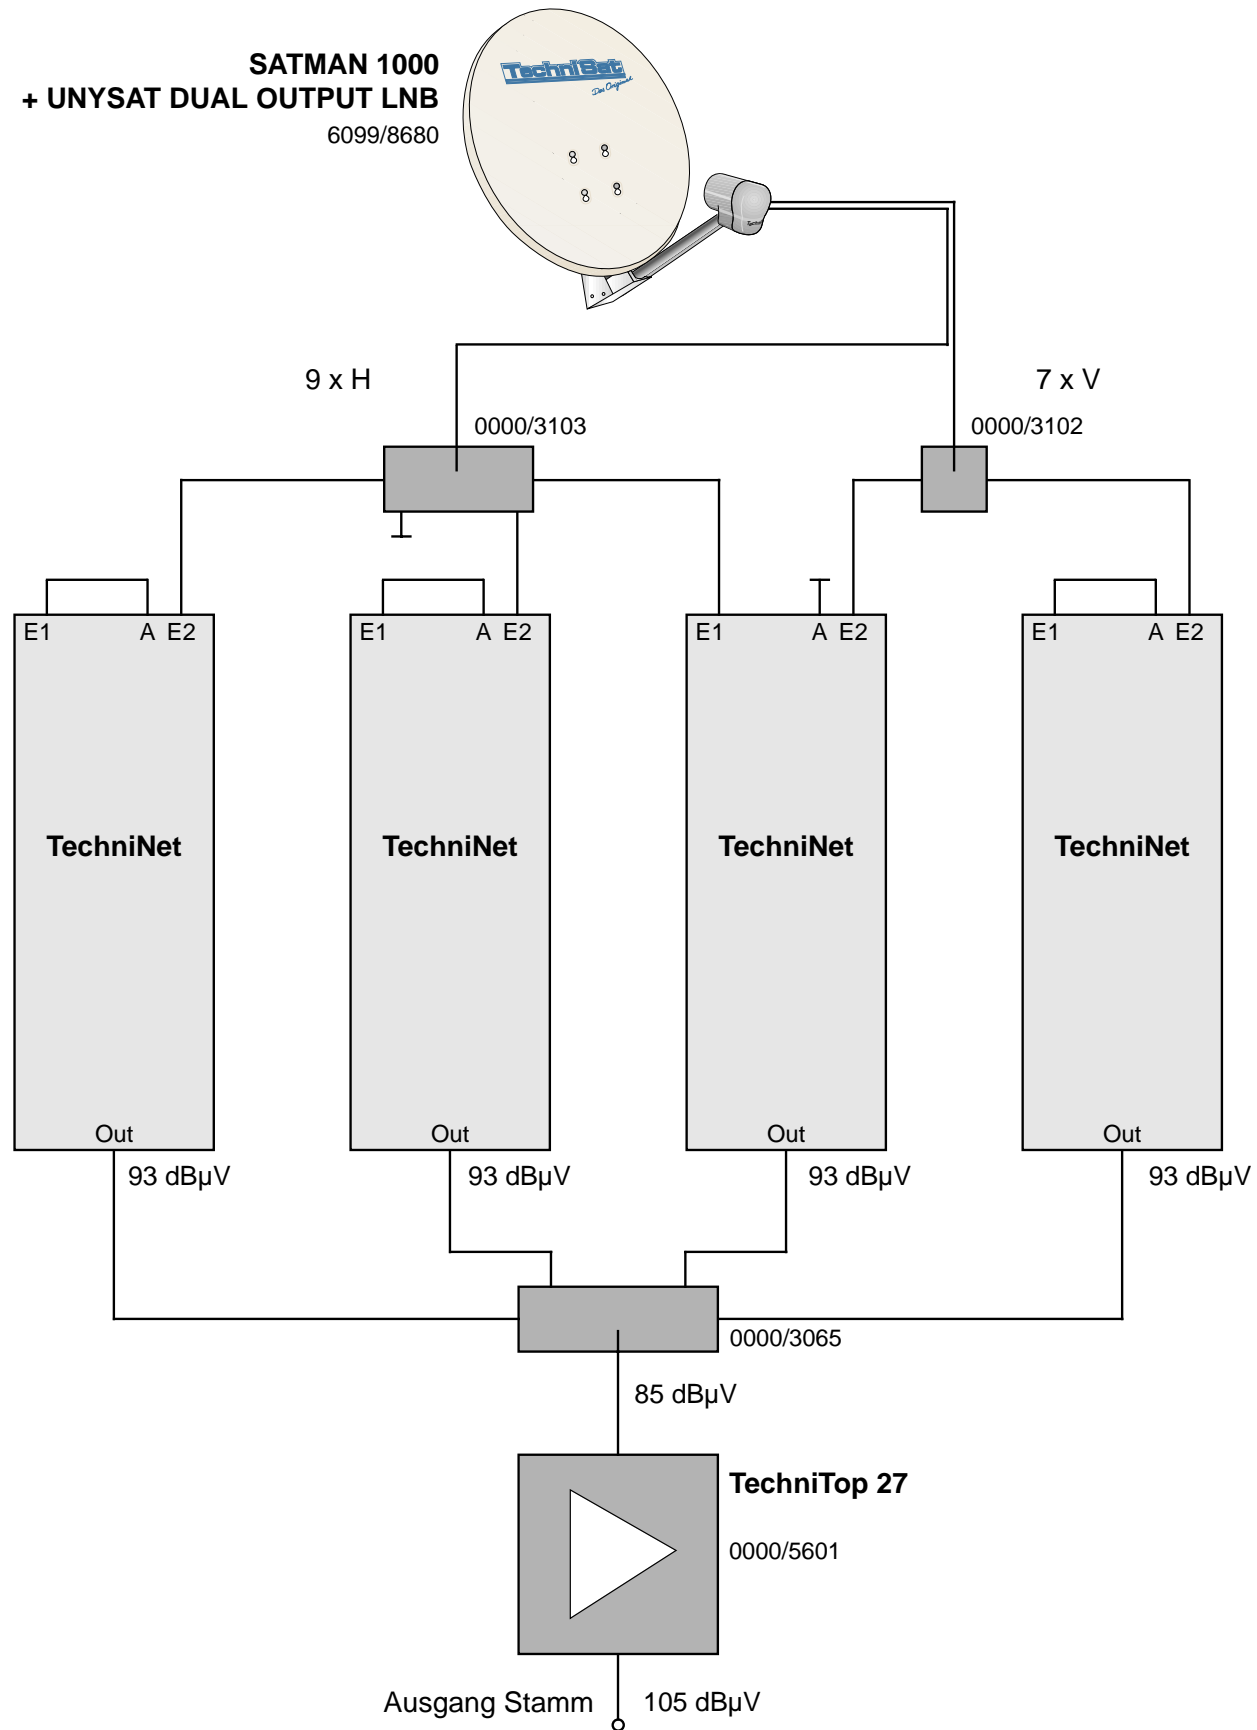 SATMAN 1000
+ UNYSAT DUAL OUTPUT LNB
6099/8680
TechniSat
Das Original
9 x H
7 x V
0000/3103
0000/3102
E1 A E2
E1 A E2
E1 A E2
E1 A E2
TechniNet
TechniNet
TechniNet
TechniNet
Out
Out
Out
Out
93 dBµV
93 dBµV
93 dBµV
93 dBµV
0000/3065
85 dBµV
TechniTop 27
0000/5601
Ausgang Stamm
105 dBµV